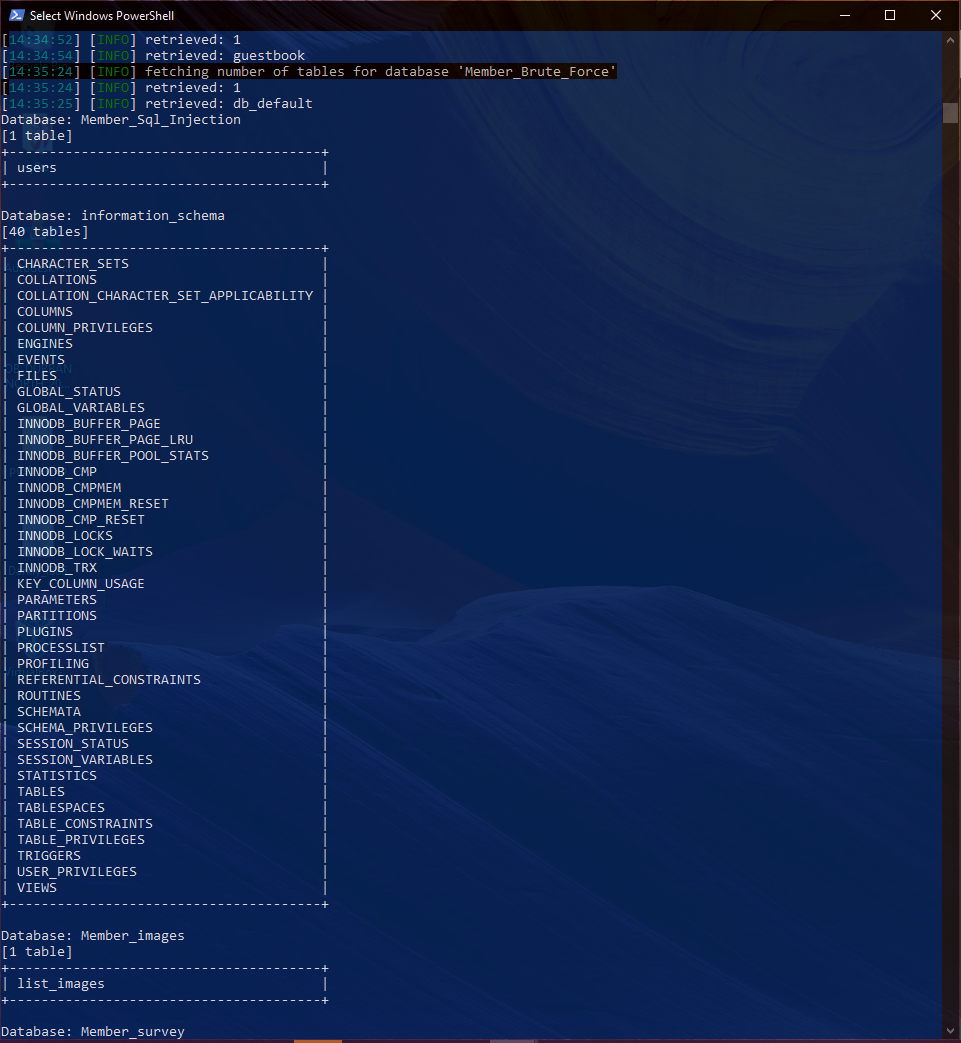 Select Windows PowerShell
[14:34:52] [INFO] retrieved: 1
[14:34:54] [INFO] retrieved: guestbook
[14:35:24] [INFO] fetching number of tables for database 'Member_Brute_Force'
[14:35:24] [INFO] retrieved: 1
[14:35:25] [INFO] retrieved: db_default
Database: Member_Sql_Injection
[1 table]
+---------------------------------------+
| users                                 |
+---------------------------------------+
Database: information_schema
[40 tables]
+---------------------------------------+
| CHARACTER_SETS                        |
| COLLATIONS                            |
| COLLATION_CHARACTER_SET_APPLICABILITY |
| COLUMNS                               |
| COLUMN_PRIVILEGES                     |
| ENGINES                               |
| EVENTS                                |
| FILES                                 |
| GLOBAL_STATUS                         |
| GLOBAL_VARIABLES                      |
| INNODB_BUFFER_PAGE                    |
| INNODB_BUFFER_PAGE_LRU                |
| INNODB_BUFFER_POOL_STATS              |
| INNODB_CMP                            |
| INNODB_CMPMEM                         |
| INNODB_CMPMEM_RESET                   |
| INNODB_CMP_RESET                      |
| INNODB_LOCKS                          |
| INNODB_LOCK_WAITS                     |
| INNODB_TRX                            |
| KEY_COLUMN_USAGE                      |
| PARAMETERS                            |
| PARTITIONS                            |
| PLUGINS                               |
| PROCESSLIST                           |
| PROFILING                             |
| REFERENTIAL_CONSTRAINTS               |
| ROUTINES                              |
| SCHEMATA                              |
| SCHEMA_PRIVILEGES                     |
| SESSION_STATUS                        |
| SESSION_VARIABLES                     |
| STATISTICS                            |
| TABLES                                |
| TABLESPACES                           |
| TABLE_CONSTRAINTS                     |
| TABLE_PRIVILEGES                      |
| TRIGGERS                              |
| USER_PRIVILEGES                       |
| VIEWS                                 |
+---------------------------------------+
Database: Member_images
[1 table]
+---------------------------------------+
| list_images                           |
+---------------------------------------+
Database: Member_survey